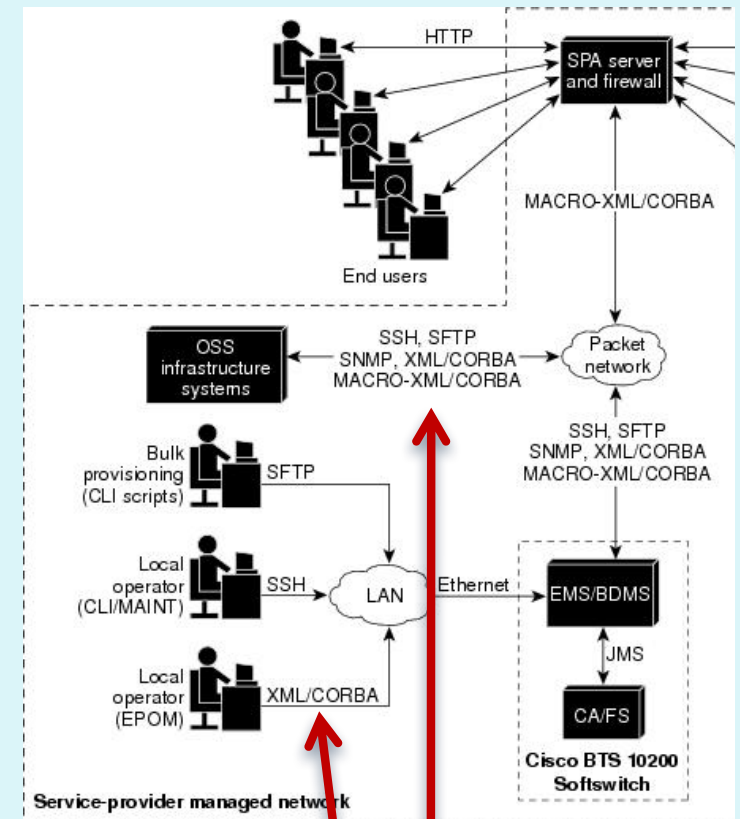 HTTP
SPA server
and firewall
MACRO-XML/CORBA
End users
OSS
infrastructure
systems
SSH, SFTP
SNMP, XML/CORBA
MACRO-XML/CORBA
Packet
network
SSH, SFTP
SNMP, XML/CORBA
MACRO-XML/CORBA
Bulk
provisioning
(CLI scripts)
SFTP
Local
operator
(CLI/MAINT)
SSH
LAN
Ethernet
EMS/BDMS
JMS
Local
operator
(EPOM)
XML/CORBA
CA/FS
Cisco BTS 10200
Softswitch
Service-provider managed network